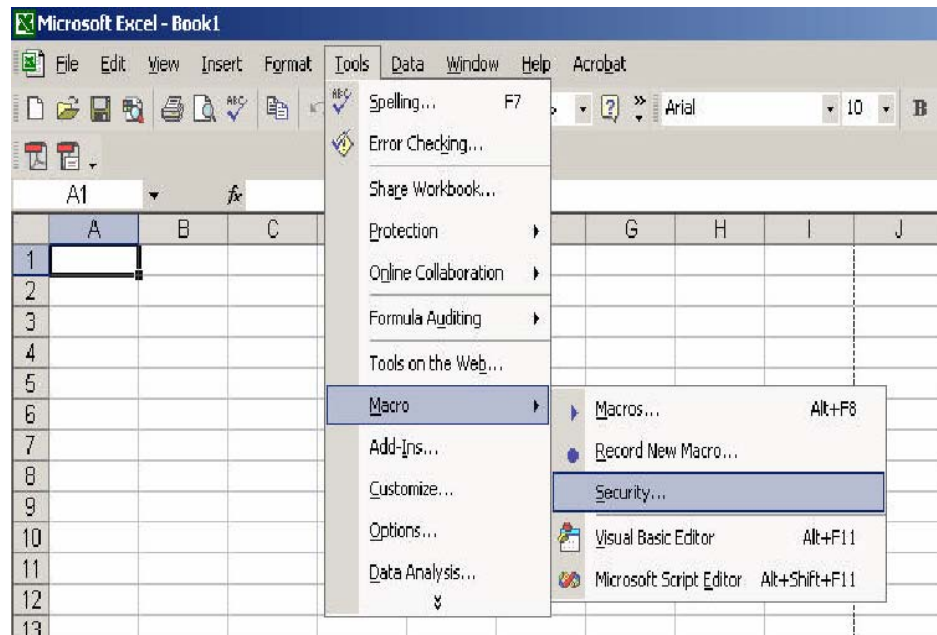 Microsoft Excel - Book1
File Edit View Insert Format Tools Data Window Help Acrobat
Arial 10 B
A1 fx
A B C G H I J
1
2
3
4
5
6
7
8
9
10
11
12
13
ABC Spelling... F7
Error Checking...
Share Workbook...
Protection
Online Collaboration
Formula Auditing
Tools on the Web...
Macro
Add-Ins...
Customize...
Options...
Data Analysis...
Macros... Alt+F8
Record New Macro...
Security...
Visual Basic Editor Alt+F11
Microsoft Script Editor Alt+Shift+F11